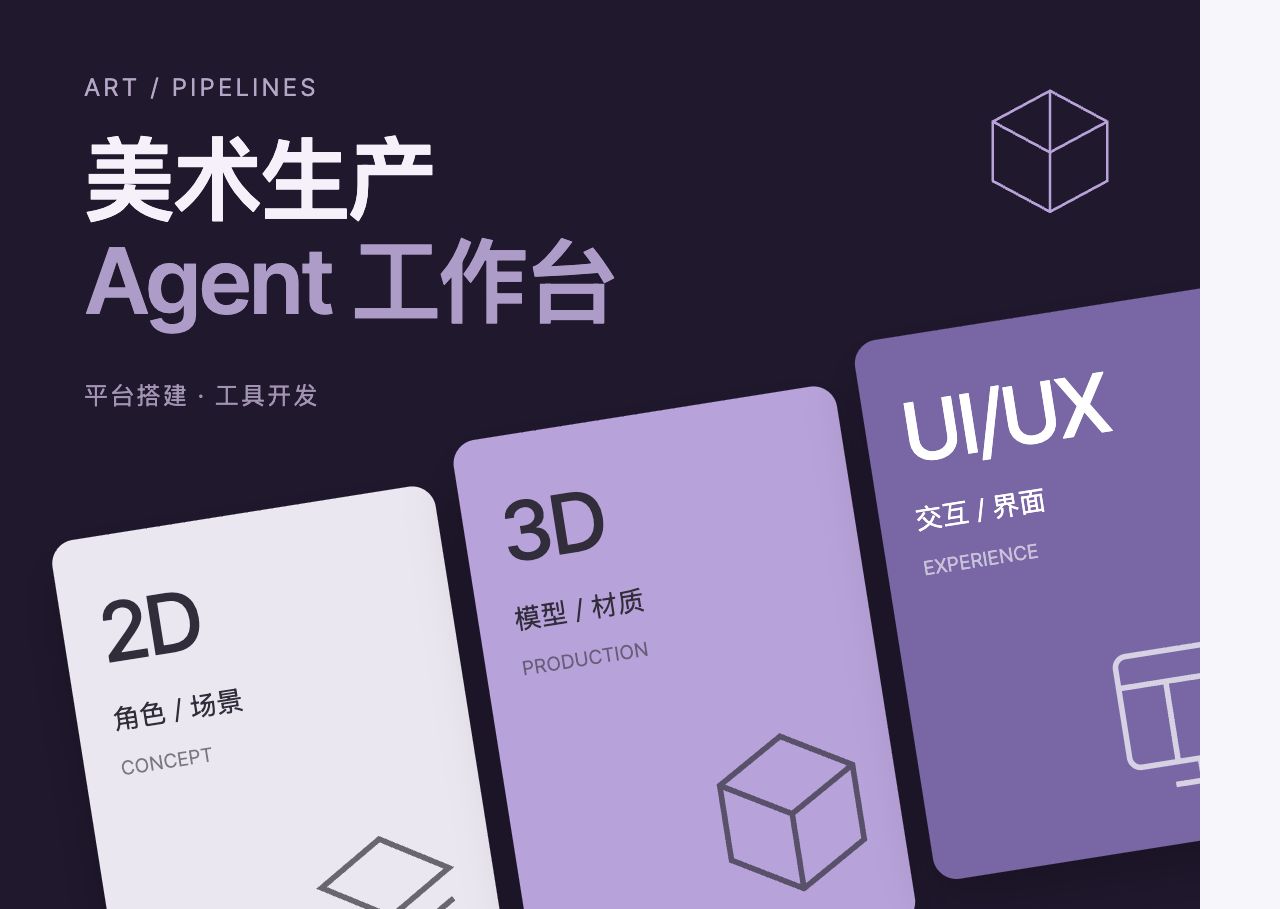 ART / PIPELINES
美术生产
Agent 工作台
平台搭建 · 工具开发
2D
角色 / 场景
CONCEPT
3D
模型 / 材质
PRODUCTION
UI/UX
交互 / 界面
EXPERIENCE